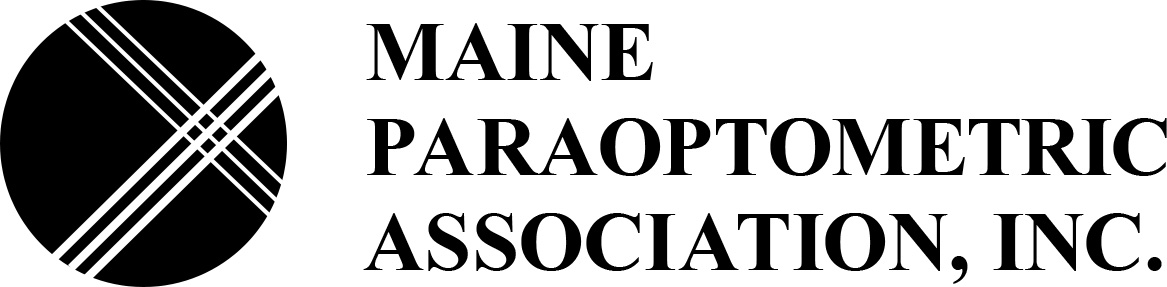 MAINE
PARAOPTOMETRIC
ASSOCIATION, INC.